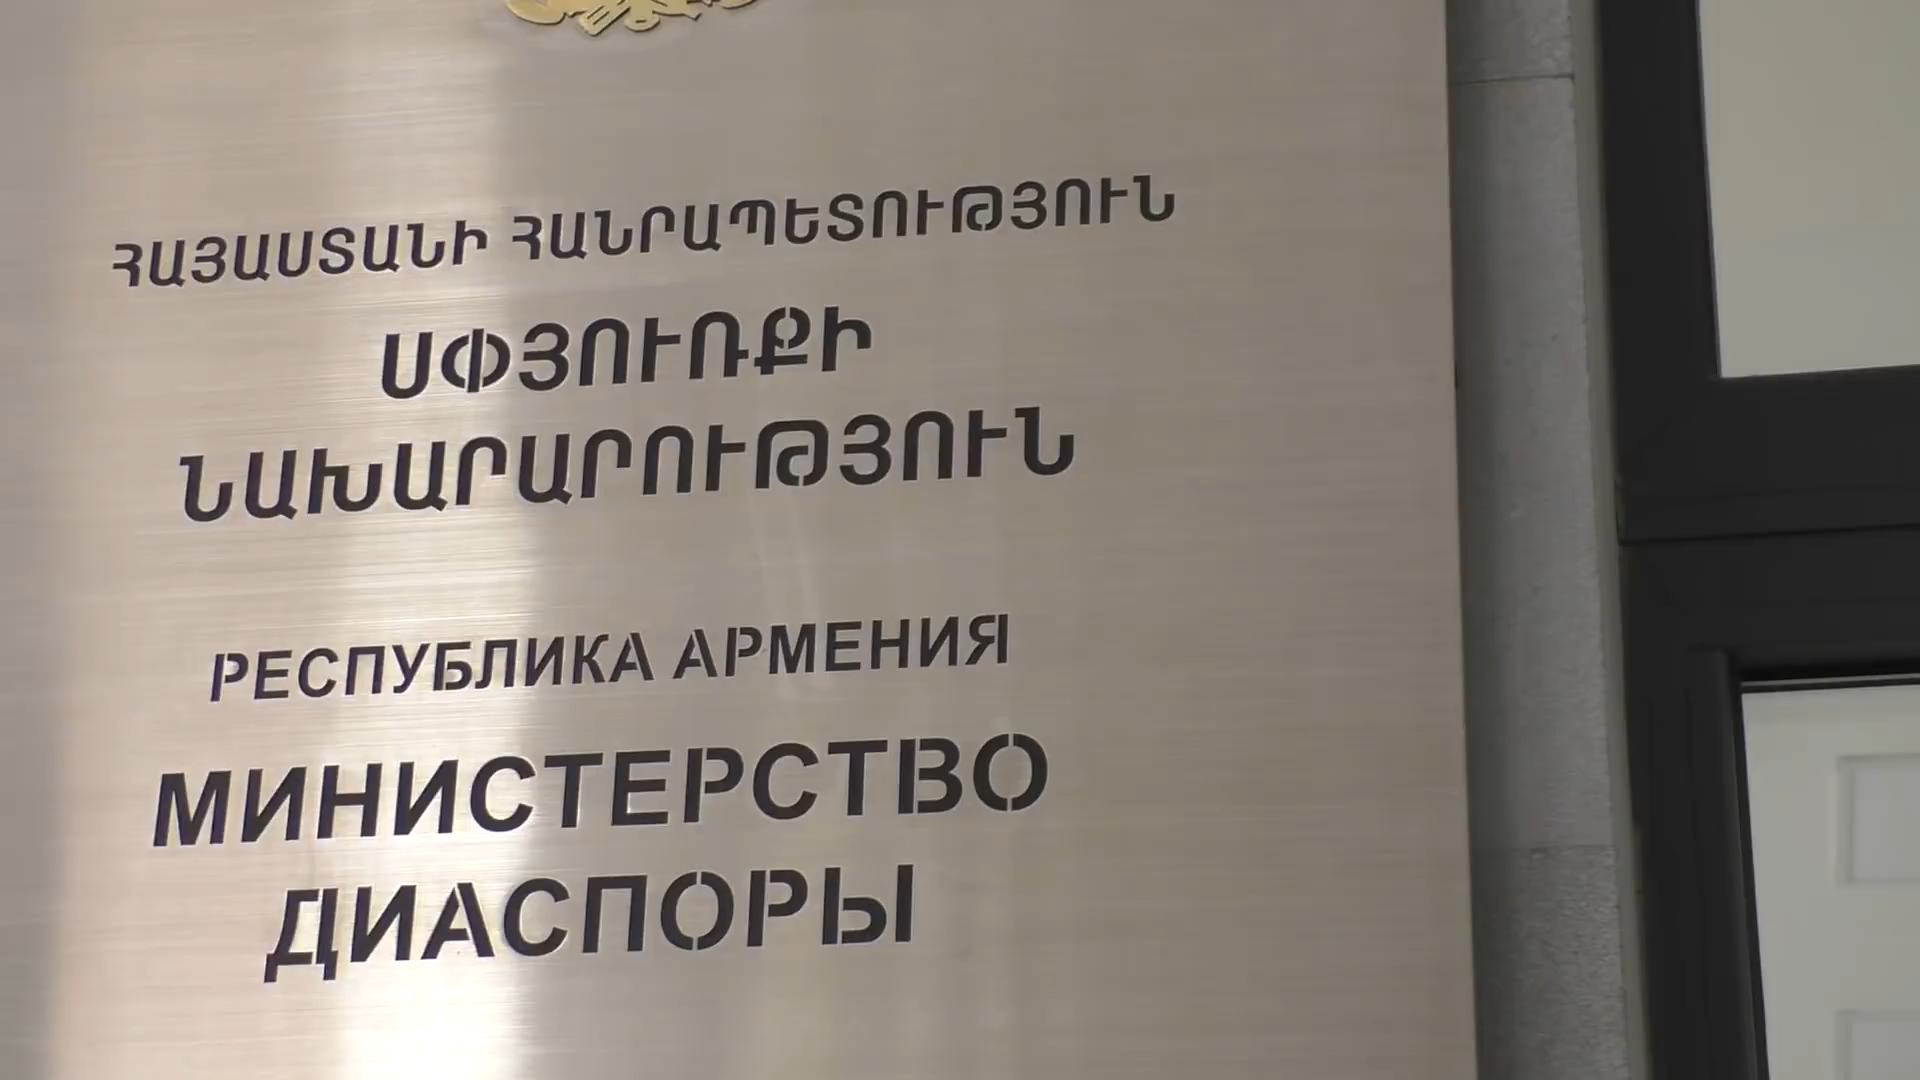 ՀԱՅԱՍՏԱՆԻ ՀԱՆՐԱՊԵՏՈՒԹՅՈՒՆ
ՍՓՅՈՒՌՔԻ
ՆԱԽԱՐԱՐՈՒԹՅՈՒՆ
РЕСПУБЛИКА АРМЕНИЯ
МИНИСТЕРСТВО
ДИАСПОРЫ